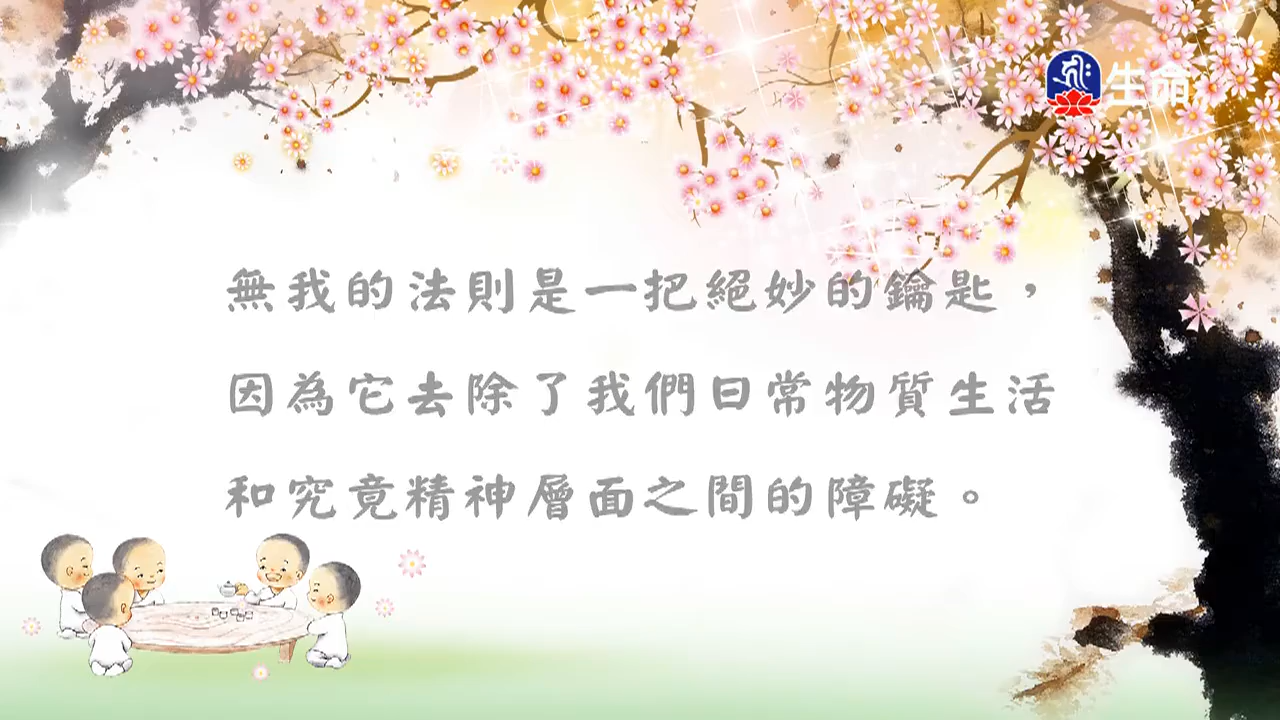 生命
無我的法則是一把絕妙的鑰匙，
因為它去除了我們日常物質生活
和究竟精神層面之間的障礙。